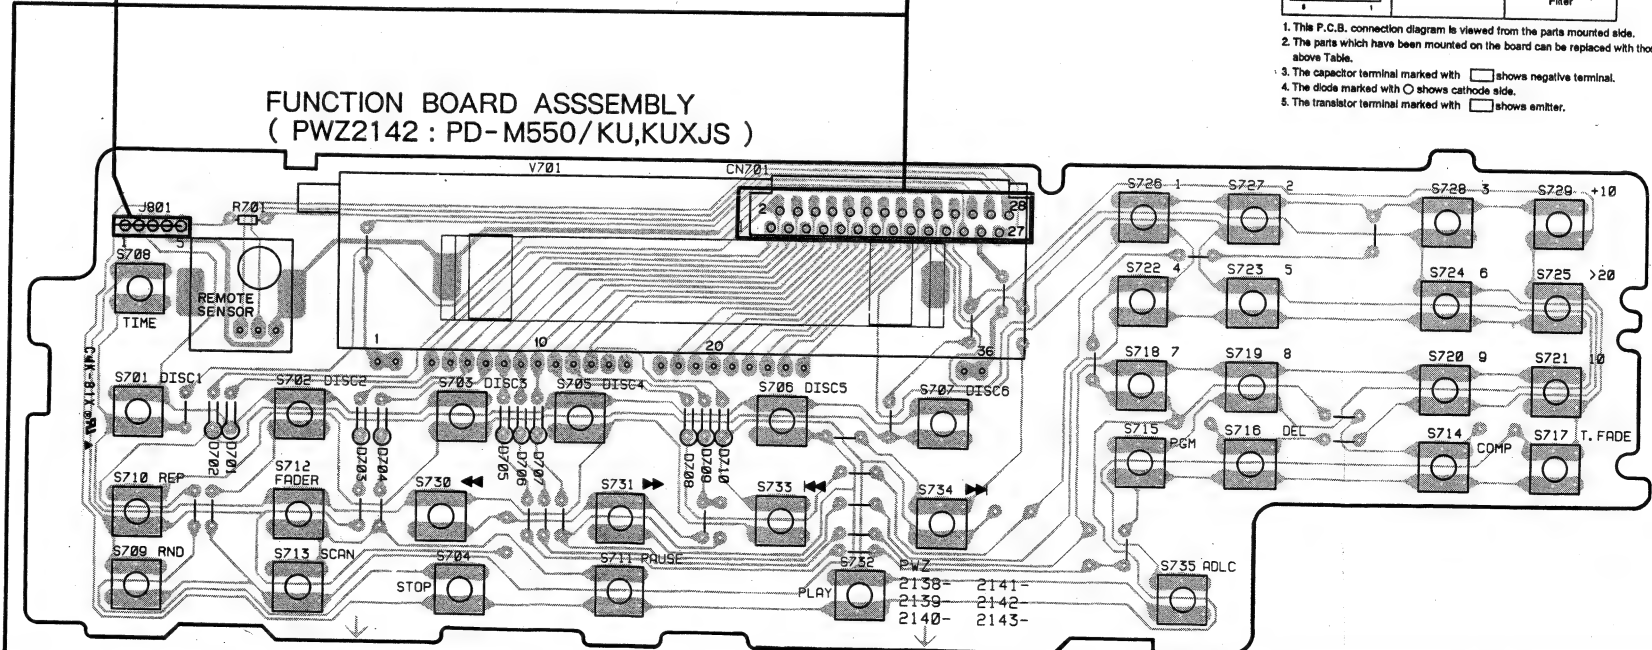 Filter
1. This P.C.B. connection diagram is viewed from the parts mounted side.
2. The parts which have been mounted on the board can be replaced with
above Table.
3. The capacitor terminal marked with shows negative terminal.
4. The diode marked with shows cathode side.
5. The transistor terminal marked with shows emitter.
FUNCTION BOARD ASSSEMBLY
( PWZ2142 : PD-M550/KU,KUXJS )
V701 CN701
S726 1 S727 2 S728 3 S729 +10
J801 R701
1 5
2 28
27
S708
TIME
REMOTE
SENSOR
S722 4 S723 5 S724 6 S725 >20
1 10 20 36
S718 7 S719 8 S720 9 S721 10
S701 DISC1 S702 DISC2 S703 DISC3 S705 DISC4 S706 DISC5 S707 DISC6
D702 D701 D703 D704 D705 D706 D707 D708 D709 D710
S715 PGM S716 DEL S714 COMP S717 T.FADE
S710 REP S712
FADER
S730 ◀◀ S731 ▶▶ S733 |◀◀ S734 ▶▶|
S709 RND S713 SCAN S704
STOP
S711 PAUSE S732
PLAY
PWZ
2138- 2141-
2139- 2142-
2140- 2143-
S735 ADLC